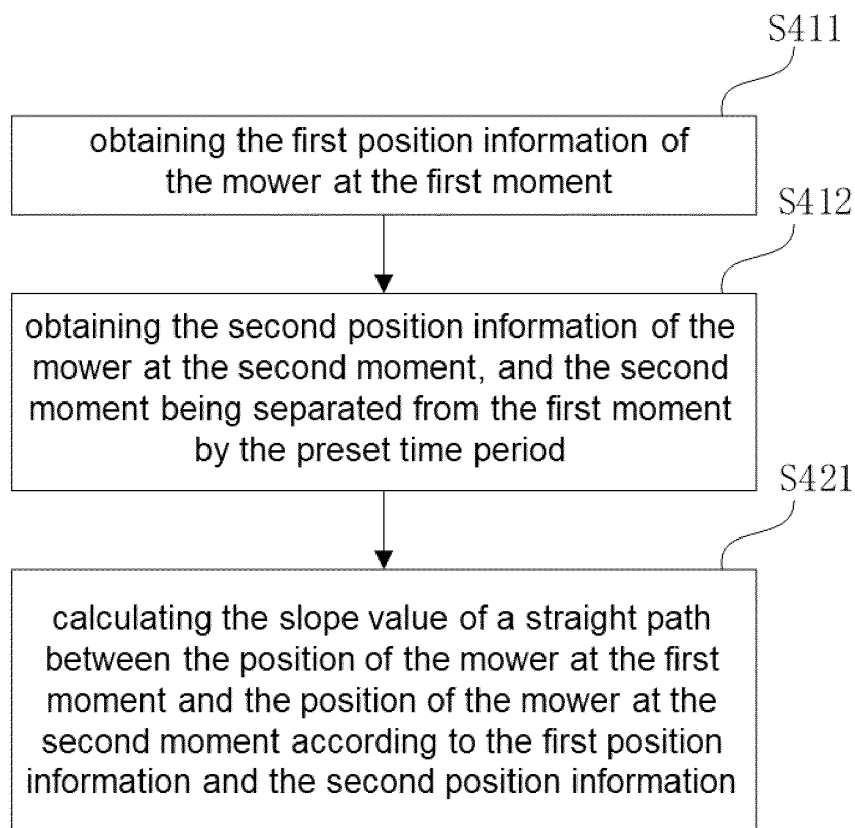 S411
obtaining the first position information of
the mower at the first moment
S412
obtaining the second position information of the
mower at the second moment, and the second
moment being separated from the first moment
by the preset time period
S421
calculating the slope value of a straight path
between the position of the mower at the first
moment and the position of the mower at the
second moment according to the first position
information and the second position information